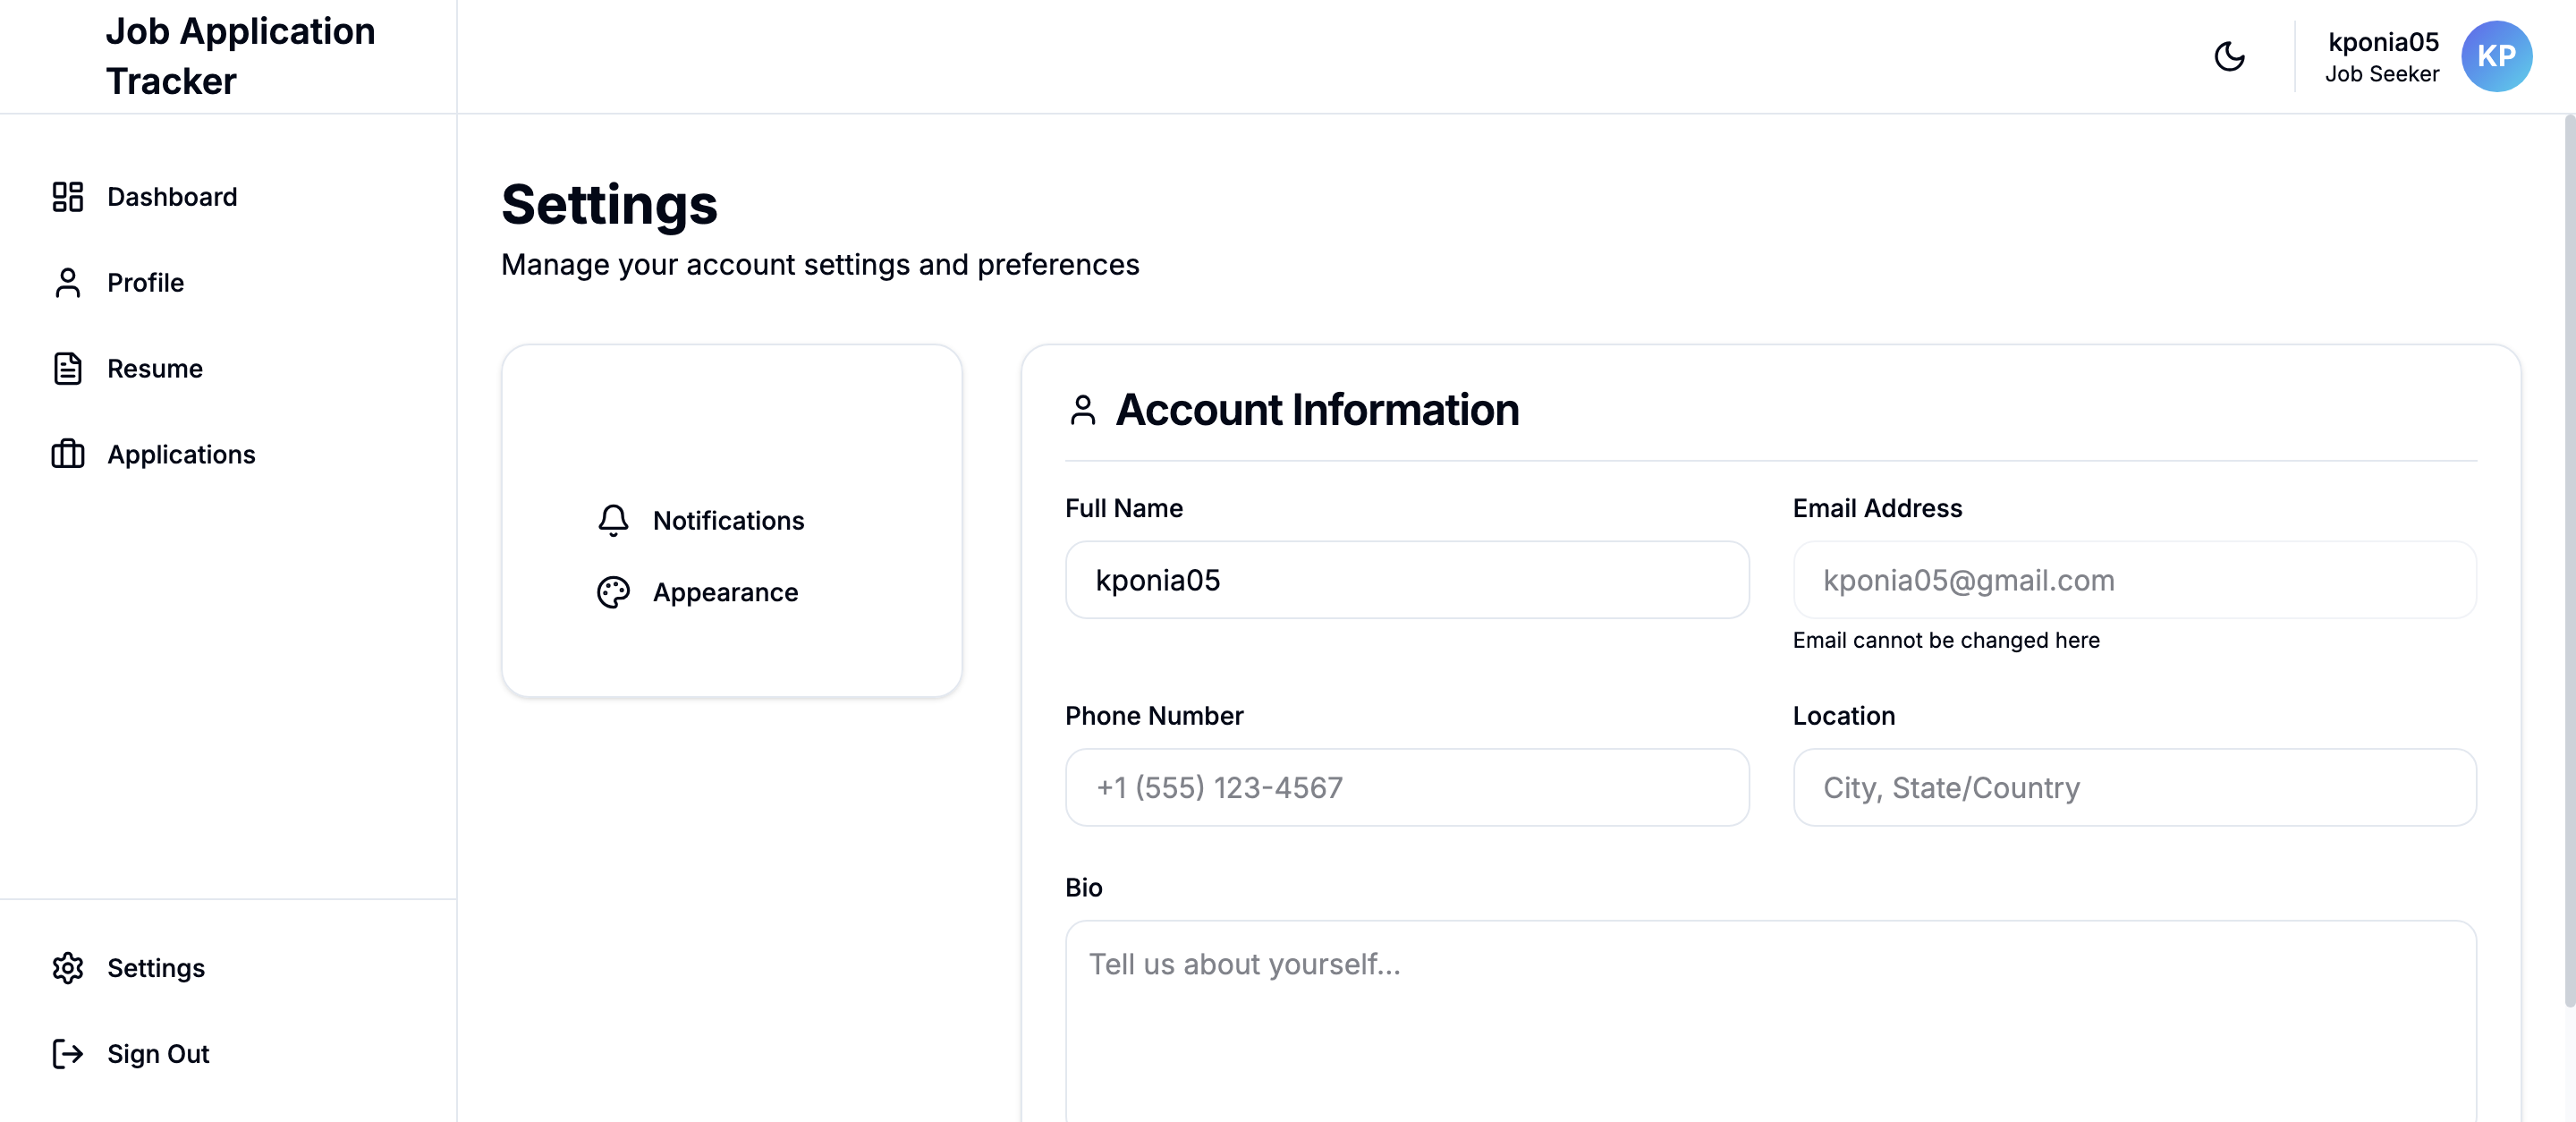 Job Application
Tracker
kponia05
Job Seeker
KP
Dashboard
Profile
Resume
Applications
Settings
Sign Out
Settings
Manage your account settings and preferences
Notifications
Appearance
Account Information
Full Name
kponia05
Email Address
kponia05@gmail.com
Email cannot be changed here
Phone Number
+1 (555) 123-4567
Location
City, State/Country
Bio
Tell us about yourself...